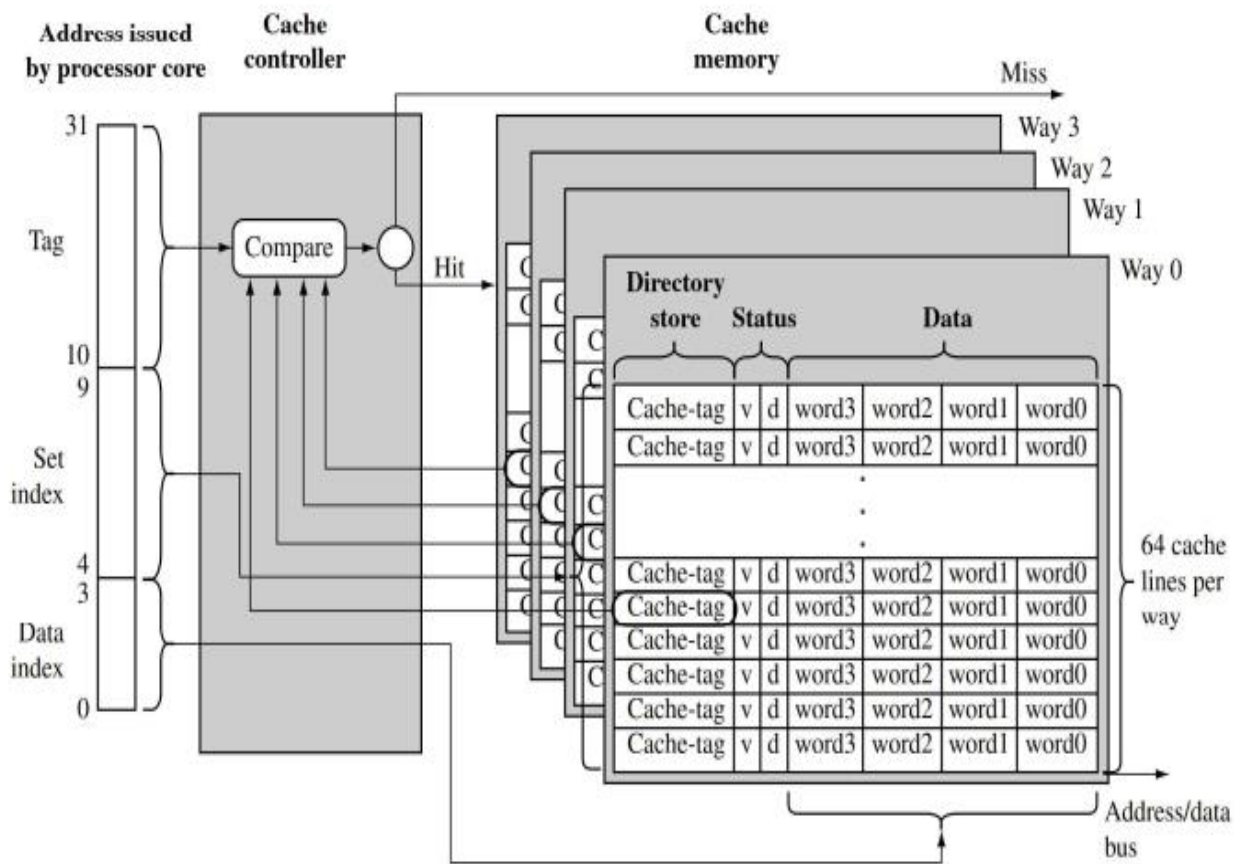 Address issued
by processor core
Cache
controller
Cache
memory
Miss
31
Way 3
Way 2
Way 1
Tag
Compare
Hit
Way 0
Directory
store
Status
Data
10
9
Cache-tag v d word3 word2 word1 word0
Cache-tag v d word3 word2 word1 word0
Set
index
4
3
Cache-tag v d word3 word2 word1 word0
Cache-tag v d word3 word2 word1 word0
Cache-tag v d word3 word2 word1 word0
Cache-tag v d word3 word2 word1 word0
Cache-tag v d word3 word2 word1 word0
Cache-tag v d word3 word2 word1 word0
64 cache
lines per
way
Data
index
0
Address/data
bus